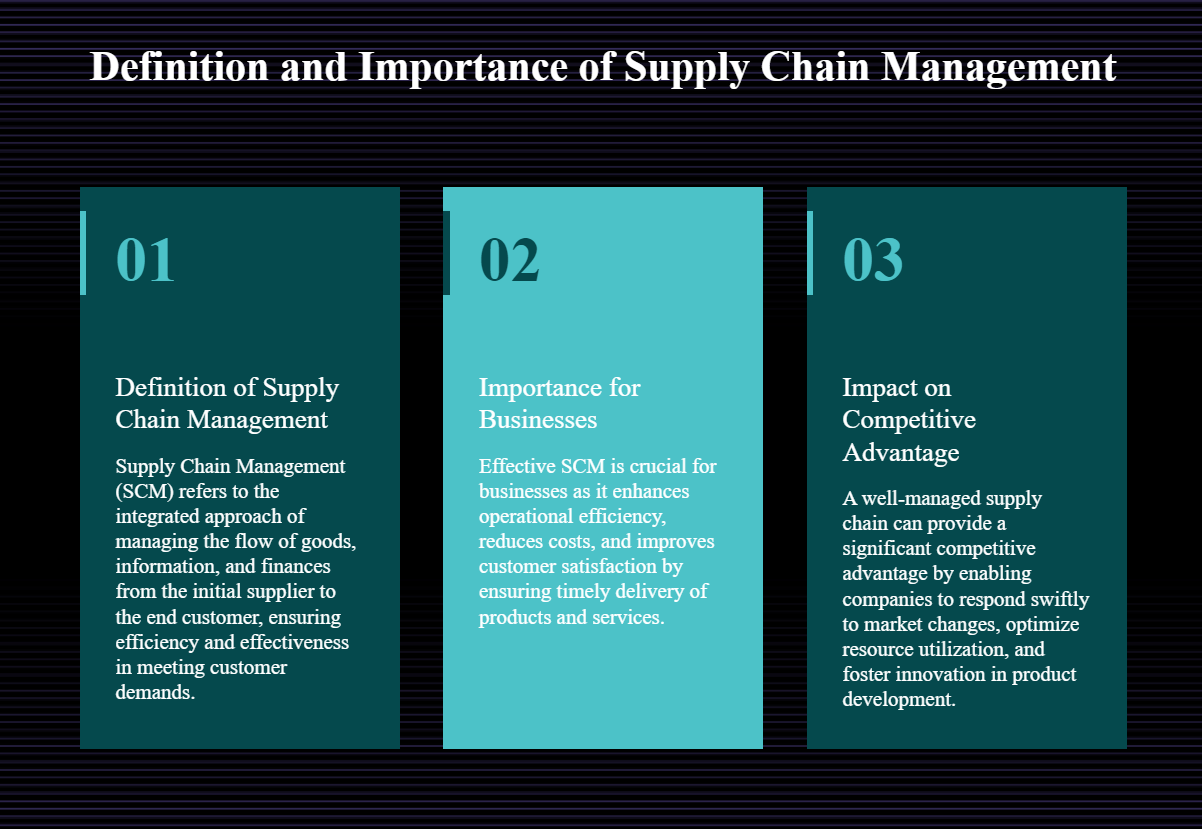 Definition and Importance of Supply Chain Management
01
Definition of Supply
Chain Management
Supply Chain Management
(SCM) refers to the
integrated approach of
managing the flow of goods,
information, and finances
from the initial supplier to
the end customer, ensuring
efficiency and effectiveness
in meeting customer
demands.
02
Importance for
Businesses
Effective SCM is crucial for
businesses as it enhances
operational efficiency,
reduces costs, and improves
customer satisfaction by
ensuring timely delivery of
products and services.
03
Impact on
Competitive
Advantage
A well-managed supply
chain can provide a
significant competitive
advantage by enabling
companies to respond swiftly
to market changes, optimize
resource utilization, and
foster innovation in product
development.